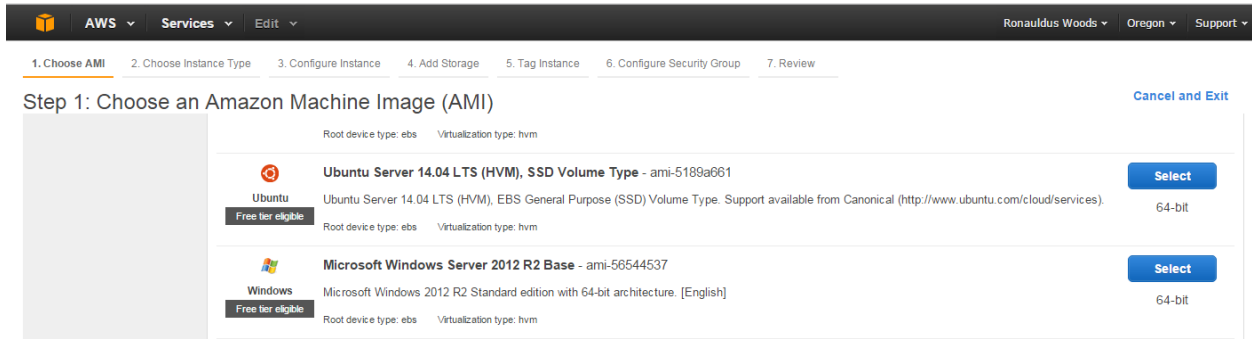 AWS Services Edit Ronauldus Woods Oregon Support
1. Choose AMI 2. Choose Instance Type 3. Configure Instance 4. Add Storage 5. Tag Instance 6. Configure Security Group 7. Review
Step 1: Choose an Amazon Machine Image (AMI)
Cancel and Exit
Root device type: ebs Virtualization type: hvm
Ubuntu
Free tier eligible
Ubuntu Server 14.04 LTS (HVM), SSD Volume Type - ami-5189a661
Ubuntu Server 14.04 LTS (HVM), EBS General Purpose (SSD) Volume Type. Support available from Canonical (http://www.ubuntu.com/cloud/services).
Root device type: ebs Virtualization type: hvm
Select
64-bit
Windows
Free tier eligible
Microsoft Windows Server 2012 R2 Base - ami-56544537
Microsoft Windows 2012 R2 Standard edition with 64-bit architecture. [English]
Root device type: ebs Virtualization type: hvm
Select
64-bit